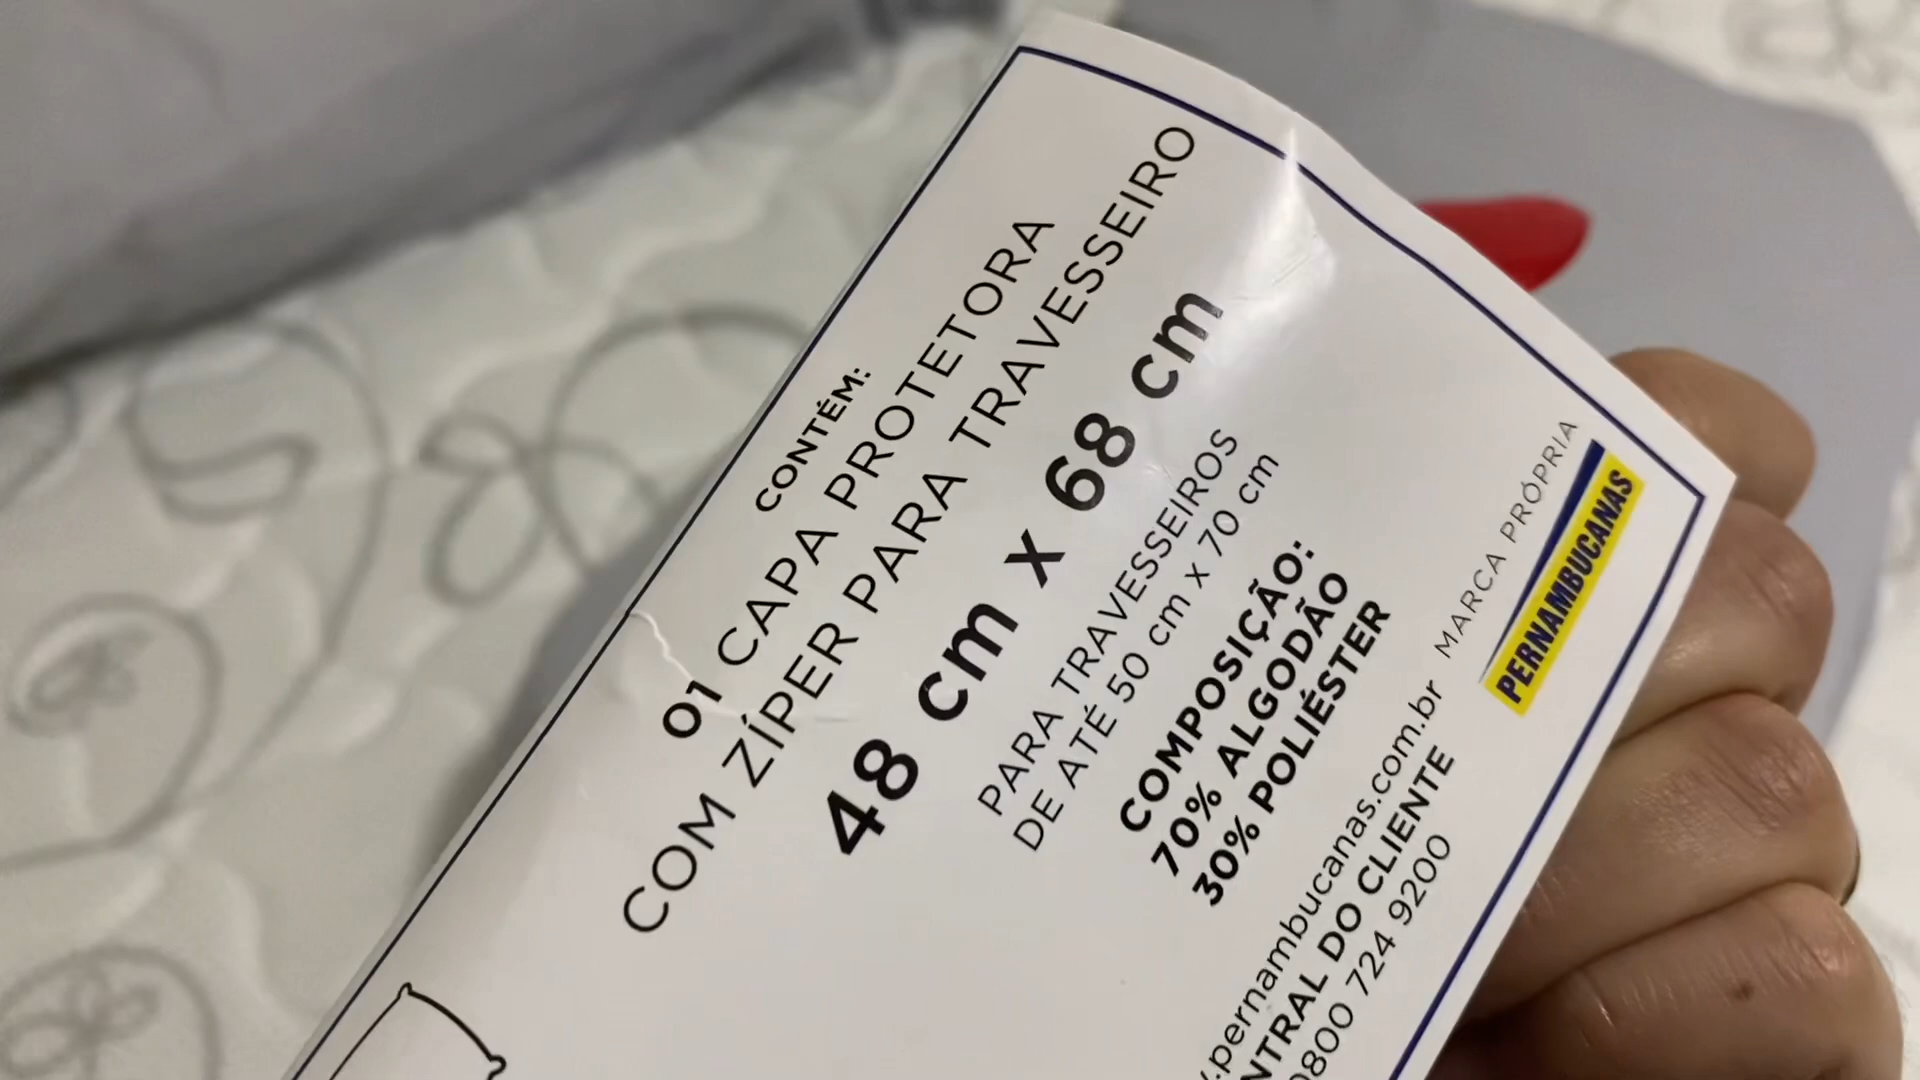 CONTÉM:
01 CAPA PROTETORA
COM ZÍPER PARA TRAVESSEIRO
48 cm x 68 cm
PARA TRAVESSEIROS
DE ATÉ 50 cm x 70 cm
COMPOSIÇÃO:
70% ALGODÃO
30% POLIÉSTER
.pernambucanas.com.br
NTRAL DO CLIENTE
0800 724 9200
MARCA PRÓPRIA
PERNAMBUCANAS